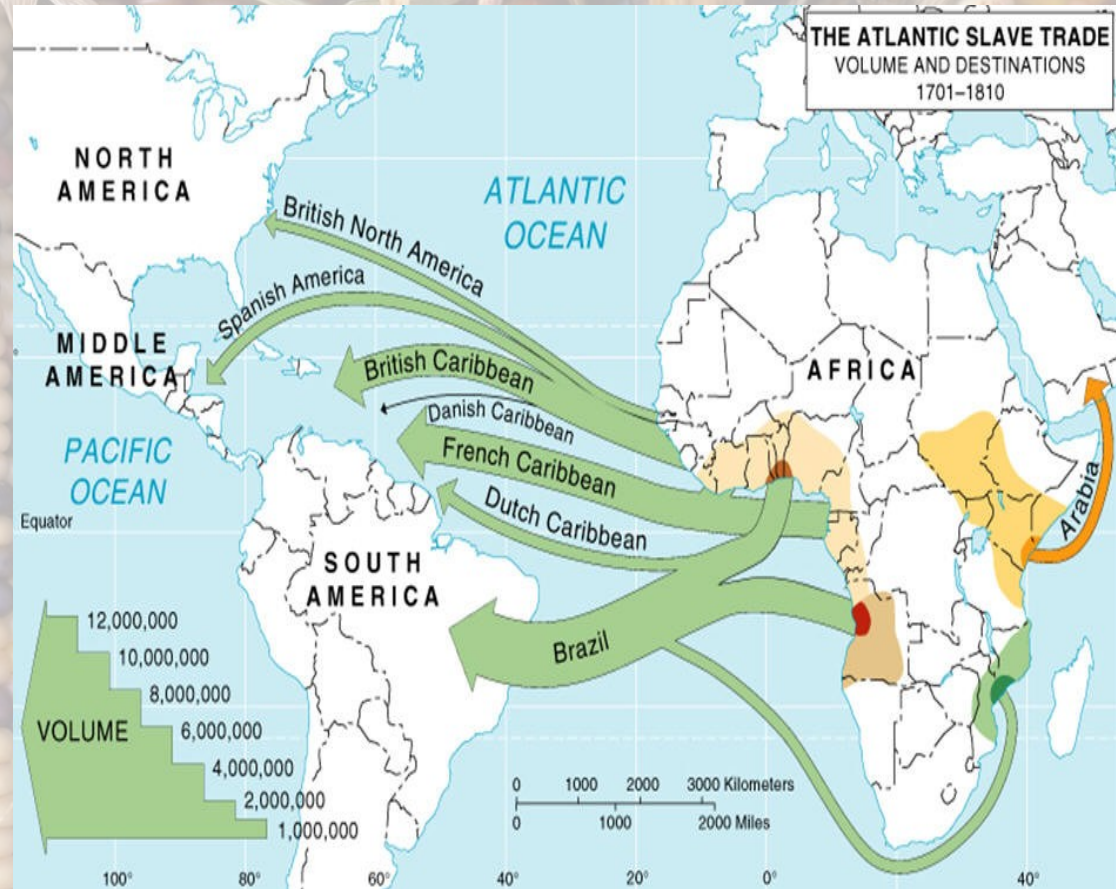 THE ATLANTIC SLAVE TRADE
VOLUME AND DESTINATIONS
1701–1810
NORTH
AMERICA
ATLANTIC
OCEAN
British North America
Spanish America
MIDDLE
AMERICA
British Caribbean
AFRICA
Danish Caribbean
PACIFIC
OCEAN
French Caribbean
Arabia
Dutch Caribbean
Equator
SOUTH
AMERICA
Brazil
VOLUME
12,000,000
10,000,000
8,000,000
6,000,000
4,000,000
2,000,000
1,000,000
0 1000 2000 3000 Kilometers
0 1000 2000 Miles
100° 80° 60° 40° 20° 0° 40°